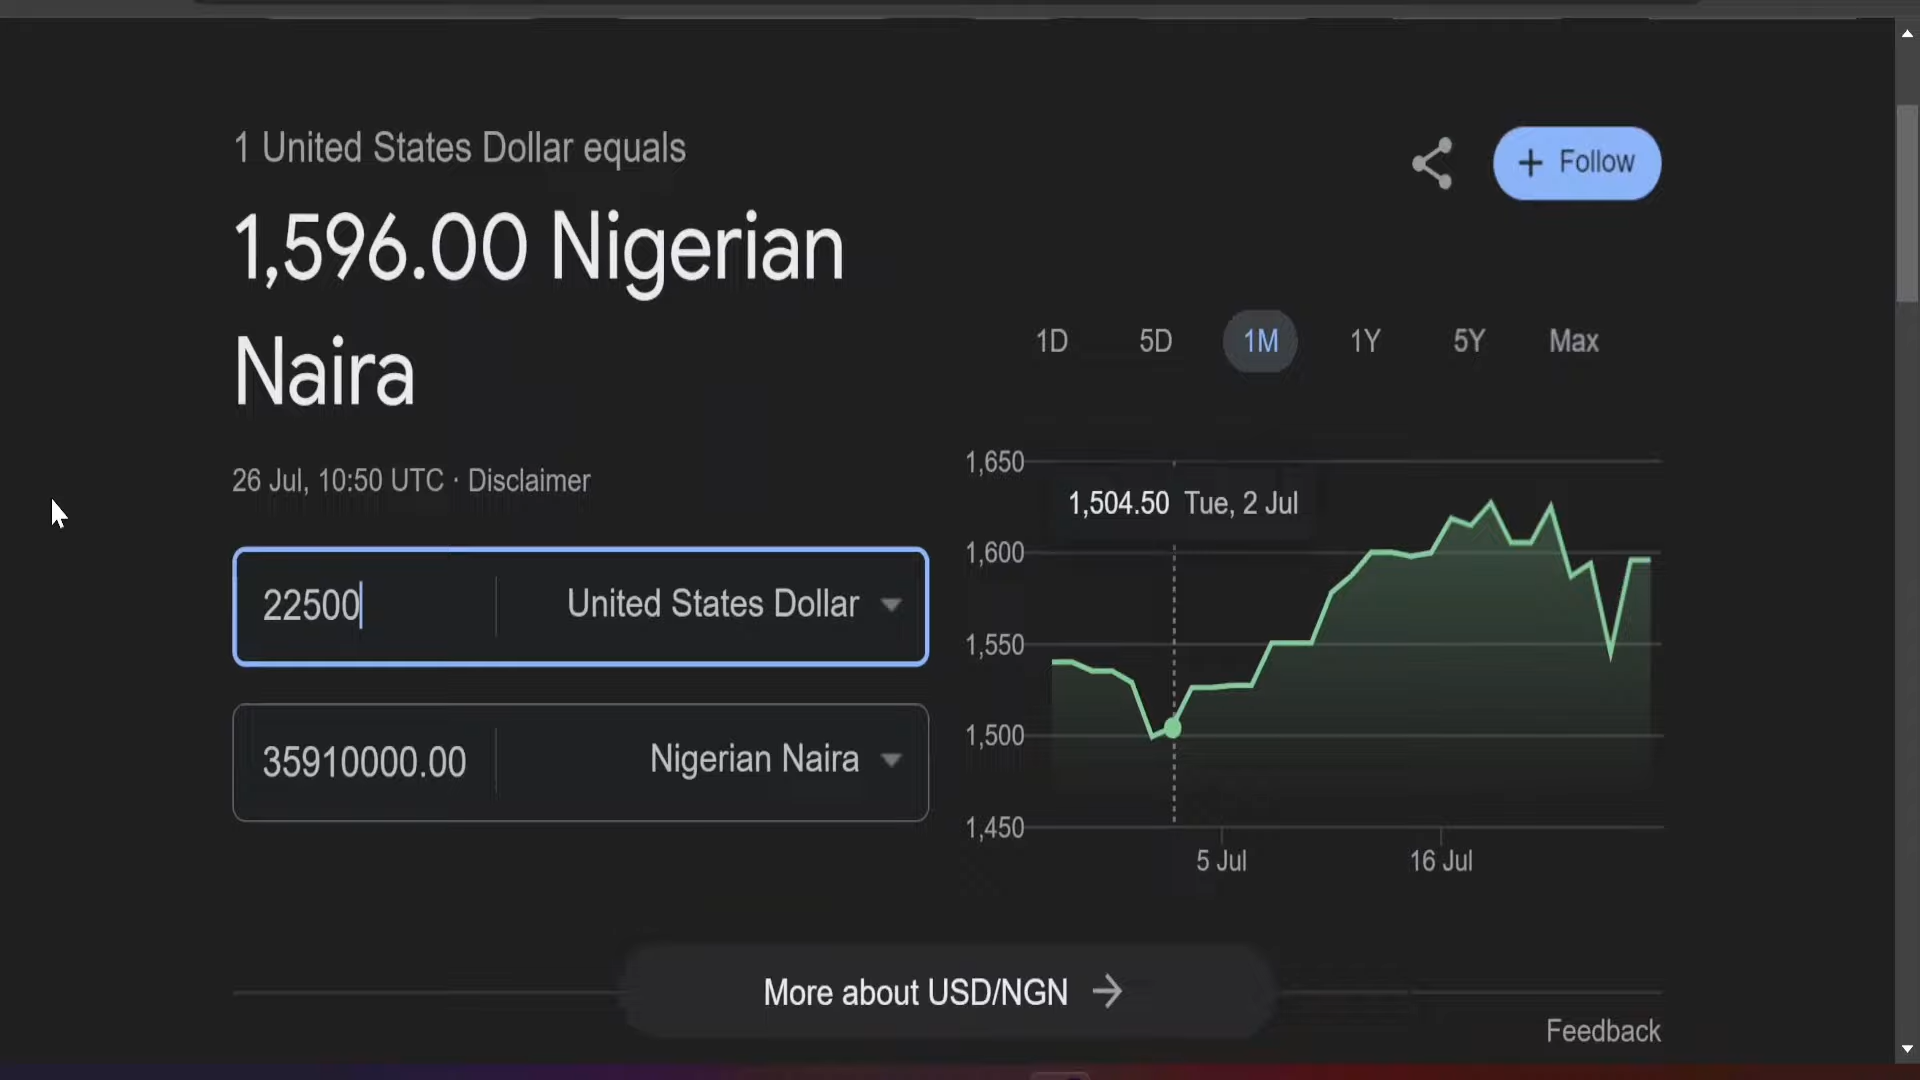 1 United States Dollar equals
1,596.00 Nigerian
Naira
26 Jul, 10:50 UTC · Disclaimer
22500
United States Dollar
35910000.00
Nigerian Naira
+ Follow
1D 5D 1M 1Y 5Y Max
1,650
1,504.50 Tue, 2 Jul
1,600
1,550
1,500
1,450
5 Jul 16 Jul
More about USD/NGN →
Feedback